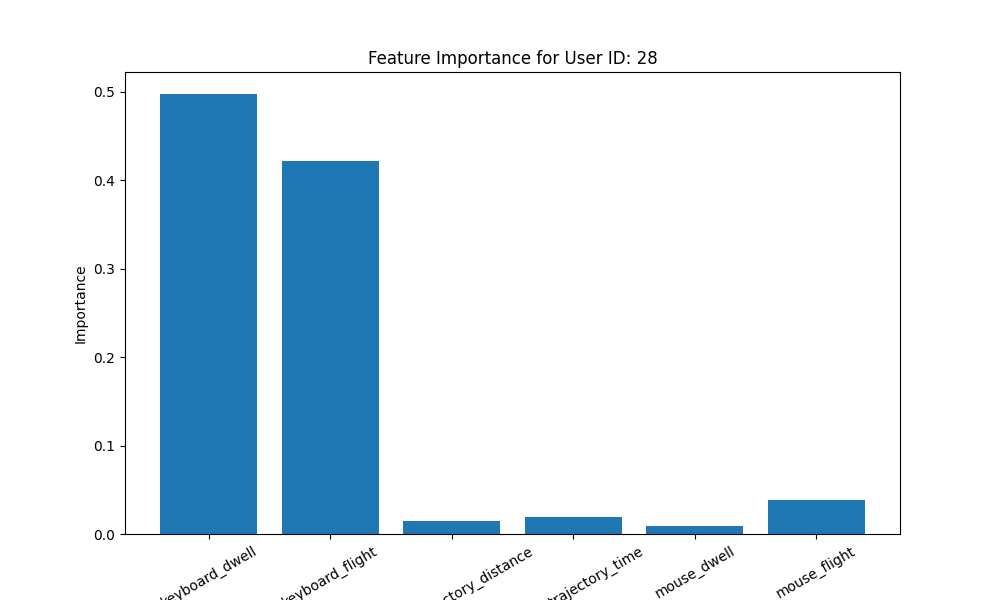 Feature Importance for User ID: 28
0.5
0.4
0.3
0.2
0.1
0.0
Importance
keyboard_dwell
keyboard_flight
ctory_distance
trajectory_time
mouse_dwell
mouse_flight